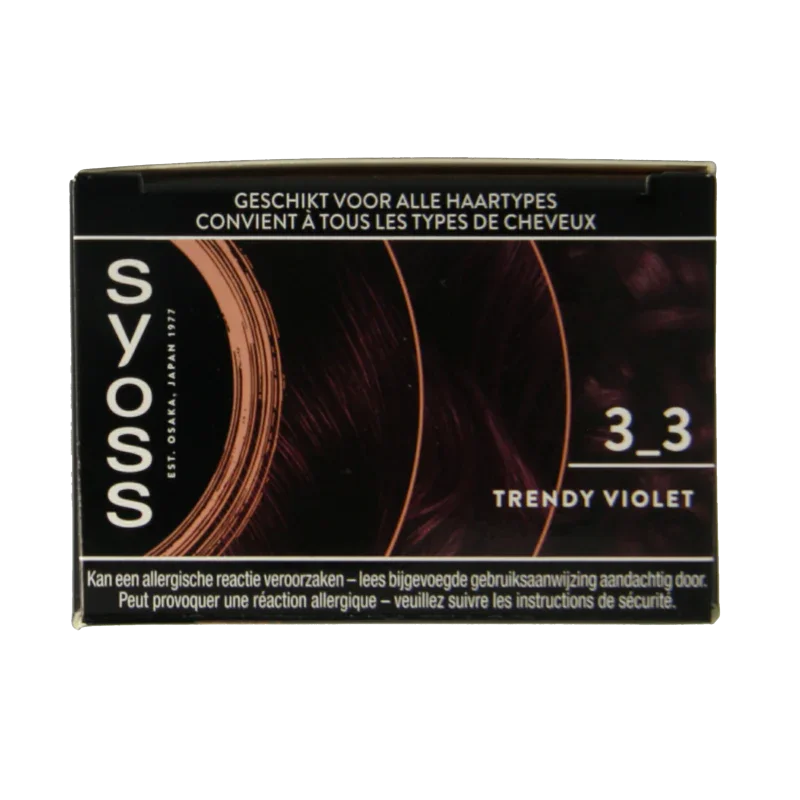 GESCHIKT VOOR ALLE HAARTYPES
CONVIENT À TOUS LES TYPES DE CHEVEUX
syoss
EST. OSAKA, JAPAN 1977
3_3
TRENDY VIOLET
Kan een allergische reactie veroorzaken – lees bijgevoegde gebruiksaanwijzing aandachtig door.
Peut provoquer une réaction allergique – veuillez suivre les instructions de sécurité.